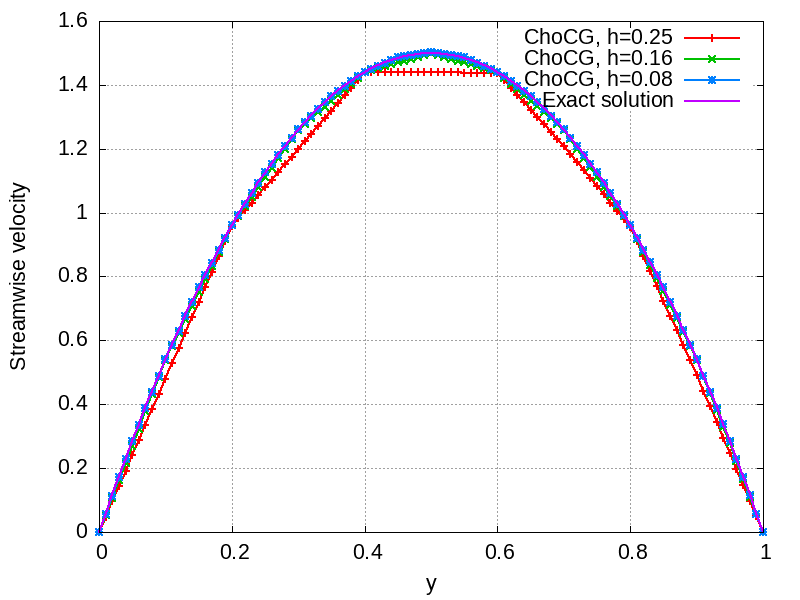 1.6
1.4
1.2
1
0.8
0.6
0.4
0.2
0
Streamwise velocity
ChoCG, h=0.25
ChoCG, h=0.16
ChoCG, h=0.08
Exact solution
0 0.2 0.4 0.6 0.8 1
y